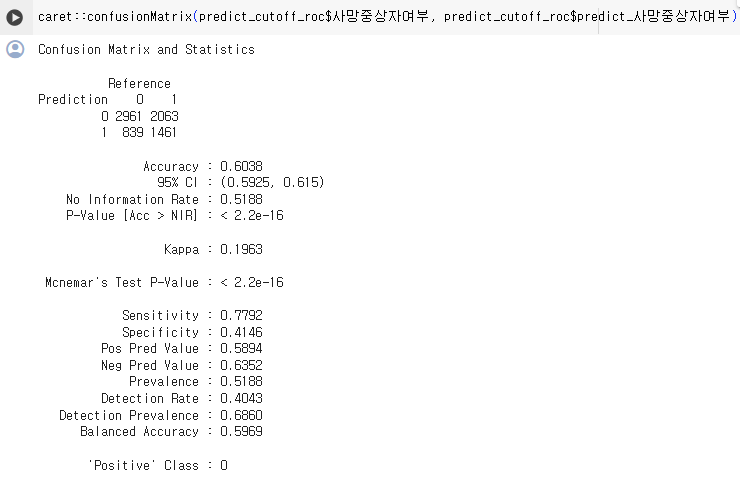 caret::confusionMatrix(predict_cutoff_roc$사망중상자여부, predict_cutoff_roc$predict_사망중상자여부)
Confusion Matrix and Statistics
Reference
Prediction 0 1
0 2961 2063
1 839 1461
Accuracy : 0.6038
95% CI : (0.5925, 0.615)
No Information Rate : 0.5188
P-Value [Acc > NIR] : < 2.2e-16
Kappa : 0.1963
Mcnemar's Test P-Value : < 2.2e-16
Sensitivity : 0.7792
Specificity : 0.4146
Pos Pred Value : 0.5894
Neg Pred Value : 0.6352
Prevalence : 0.5188
Detection Rate : 0.4043
Detection Prevalence : 0.6860
Balanced Accuracy : 0.5969
'Positive' Class : 0